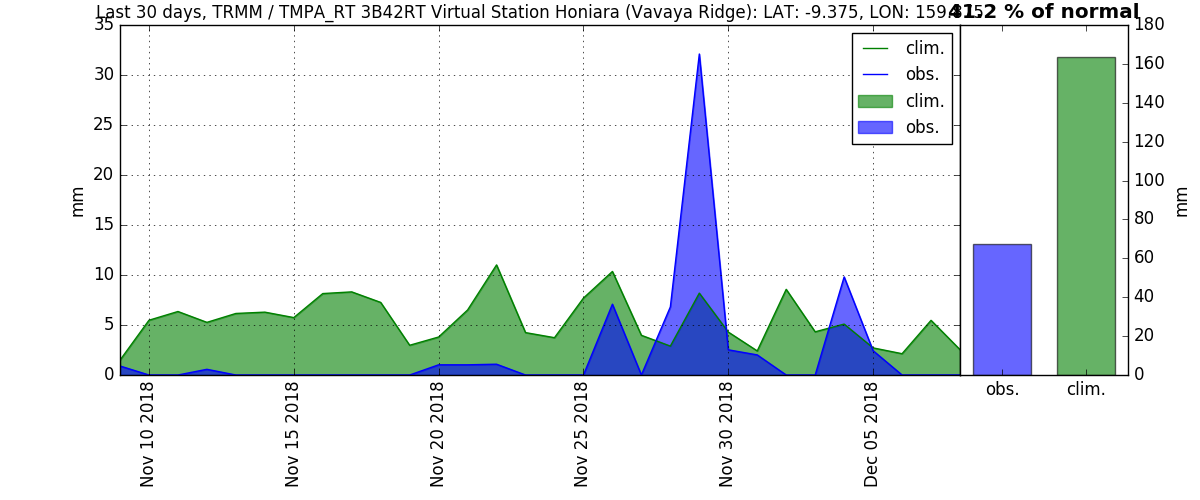 Last 30 days, TRMM / TMPA_RT 3B42RT Virtual Station Honiara (Vavaya Ridge): LAT: -9.375, LON:
41.2 % of normal
35
30
25
20
15
10
5
0
mm
clim.
obs.
clim.
obs.
Nov 10 2018
Nov 15 2018
Nov 20 2018
Nov 25 2018
Nov 30 2018
Dec 05 2018
obs.
clim.
180
160
140
120
100
80
60
40
20
0
mm